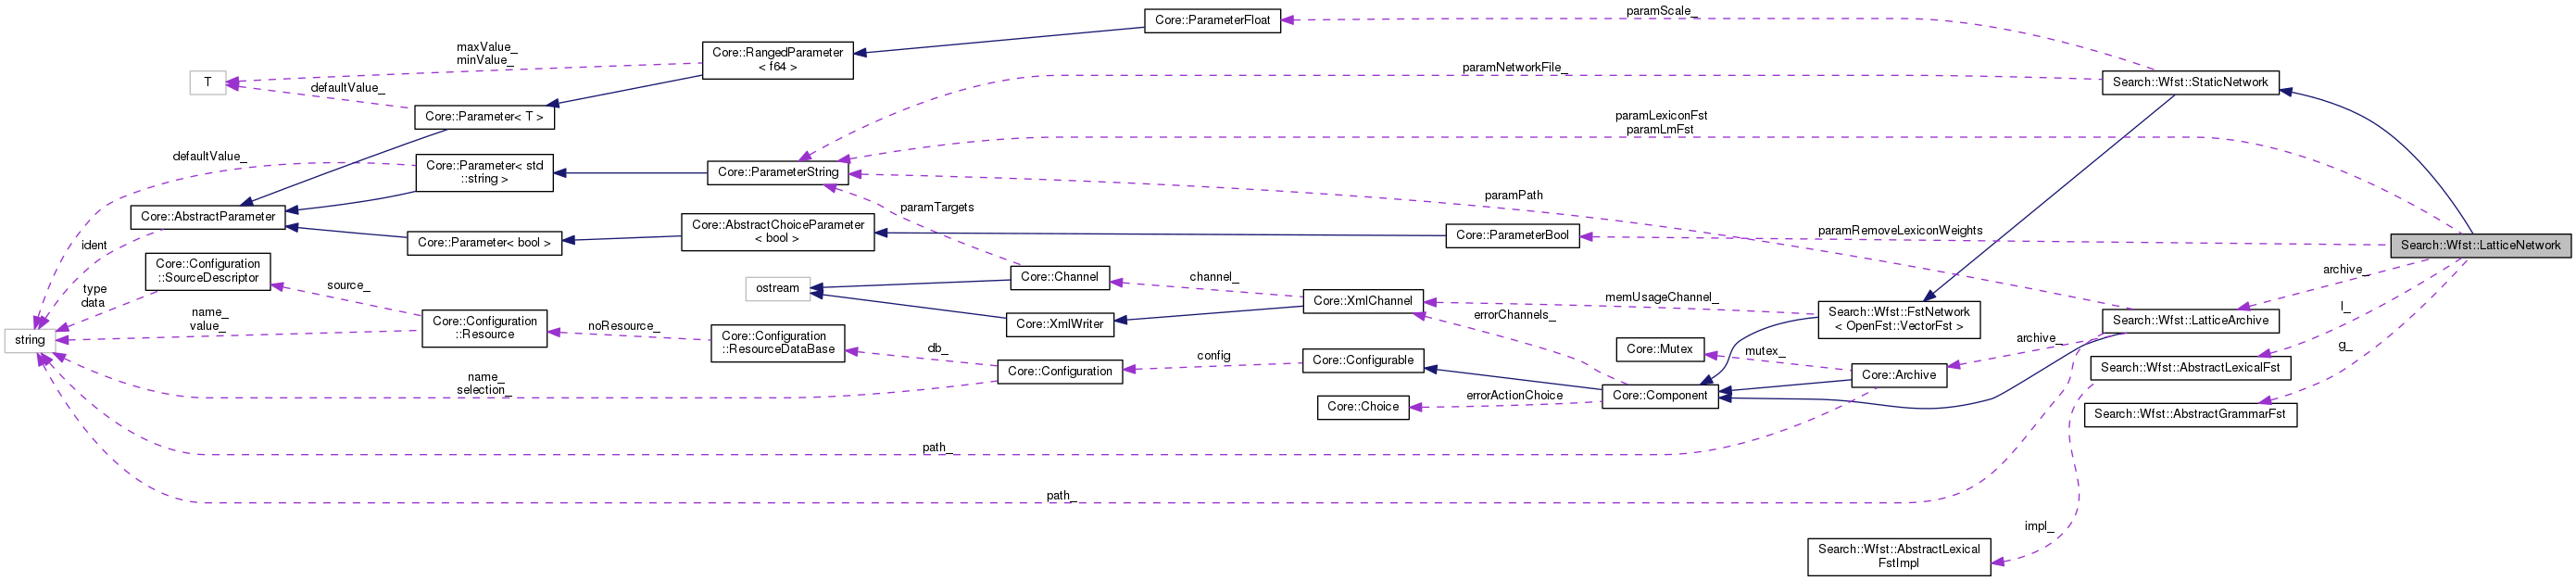 paramScale_
Core::ParameterFloat
maxValue_
minValue_
Core::RangedParameter
< f64 >
paramNetworkFile_
T
Search::Wfst::StaticNetwork
defaultValue_
Core::Parameter< T >
paramLexiconFst
paramLmFst
defaultValue_
Core::Parameter< std
::string >
Core::ParameterString
paramPath
Core::AbstractParameter
paramTargets
Core::AbstractChoiceParameter
< bool >
paramRemoveLexiconWeights
ident
Core::Parameter< bool >
Core::ParameterBool
Search::Wfst::LatticeNetwork
Core::Configuration
::SourceDescriptor
type
data
source_
ostream
Core::Channel
channel_
Core::XmlChannel
memUsageChannel_
archive_
name_
value_
Core::Configuration
::Resource
noResource_
Core::XmlWriter
errorChannels_
Search::Wfst::FstNetwork
< OpenFst::VectorFst >
Search::Wfst::LatticeArchive
l_
string
Core::Configuration
::ResourceDataBase
db_
config
Core::Configurable
Core::Mutex
mutex_
archive_
g_
Core::Configuration
Core::Archive
Search::Wfst::AbstractLexicalFst
name_
selection_
Core::Choice
errorActionChoice
Core::Component
Search::Wfst::AbstractGrammarFst
path_
path_
impl_
Search::Wfst::AbstractLexical
FstImpl